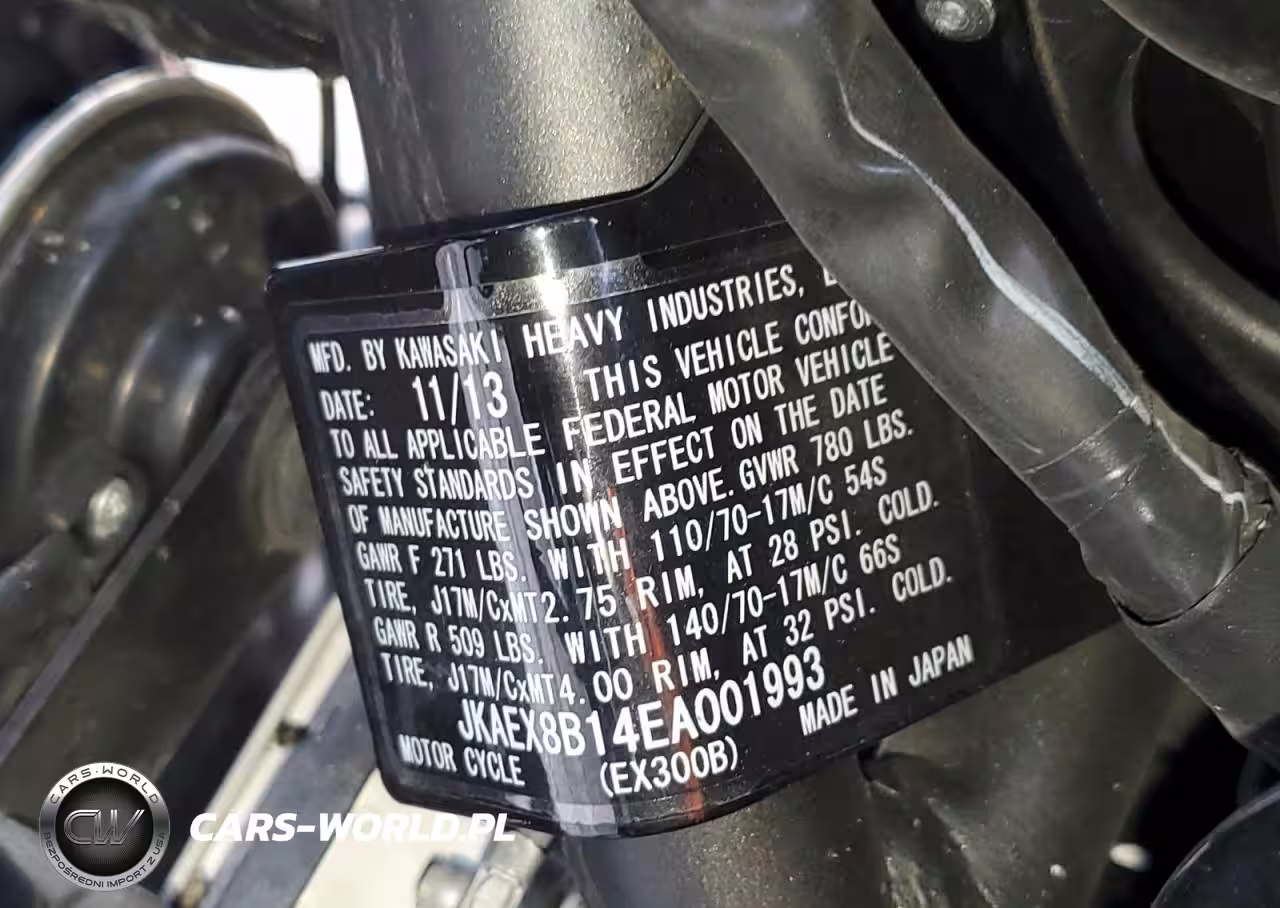 MFD. BY KAWASAKI HEAVY INDUSTRIES,
DATE: 11/13 THIS VEHICLE
TO ALL APPLICABLE FEDERAL MOTOR VEHICLE
SAFETY STANDARDS IN EFFECT ON THE DATE
OF MANUFACTURE SHOWN ABOVE. GVWR 780 LBS.
GAWR F 271 LBS. WITH 110/70-17M/C 54S
TIRE, J17M/CxMT2.75 RIM, AT 28 PSI. COLD.
GAWR R 509 LBS. WITH 140/70-17M/C 66S
TIRE, J17M/CxMT4.00 RIM, AT 32 PSI. COLD.
JKAEX8B14EA001993
MOTOR CYCLE (EX300B) MADE IN JAPAN
CARS-WORLD
CW
BEZPOŚREDNI IMPORT Z USA
CARS-WORLD.PL